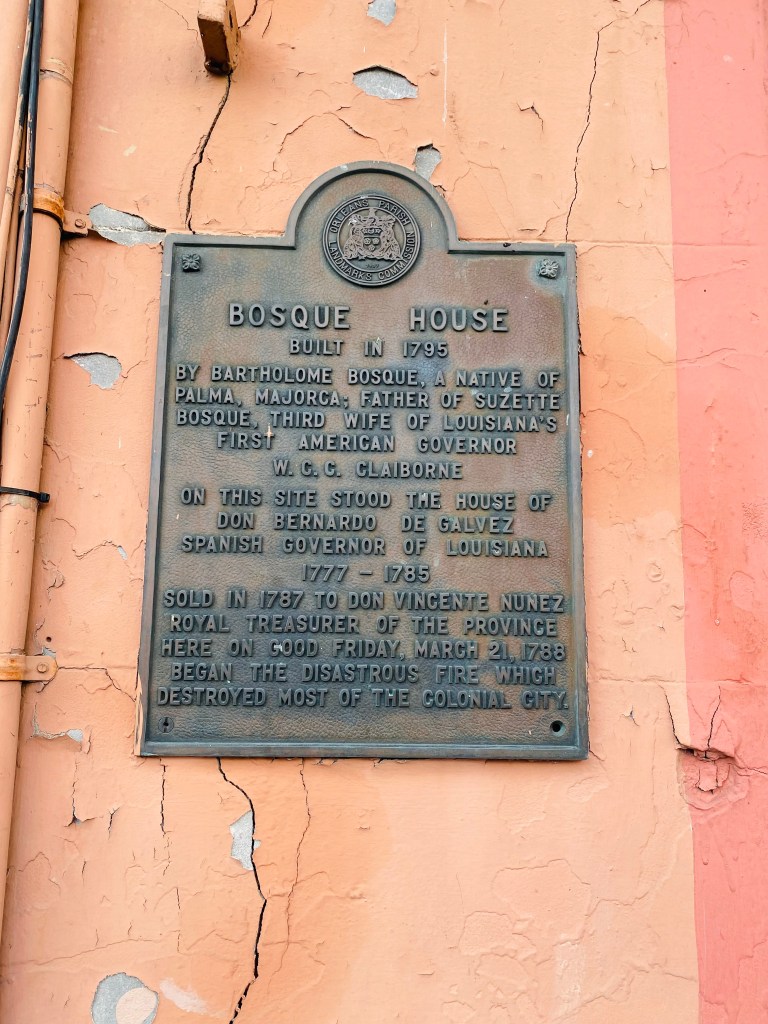 ORLEANS PARISH
LANDMARKS COMMISSION
BOSQUE HOUSE
BUILT IN 1795
BY BARTHOLOME BOSQUE, A NATIVE OF
PALMA, MAJORCA; FATHER OF SUZETTE
BOSQUE, THIRD WIFE OF LOUISIANA'S
FIRST AMERICAN GOVERNOR
W. C. C. CLAIBORNE
ON THIS SITE STOOD THE HOUSE OF
DON BERNARDO DE GALVEZ
SPANISH GOVERNOR OF LOUISIANA
1777 – 1785
SOLD IN 1787 TO DON VINCENTE NUNEZ
ROYAL TREASURER OF THE PROVINCE
HERE ON GOOD FRIDAY, MARCH 21, 1788
BEGAN THE DISASTROUS FIRE WHICH
DESTROYED MOST OF THE COLONIAL CITY.